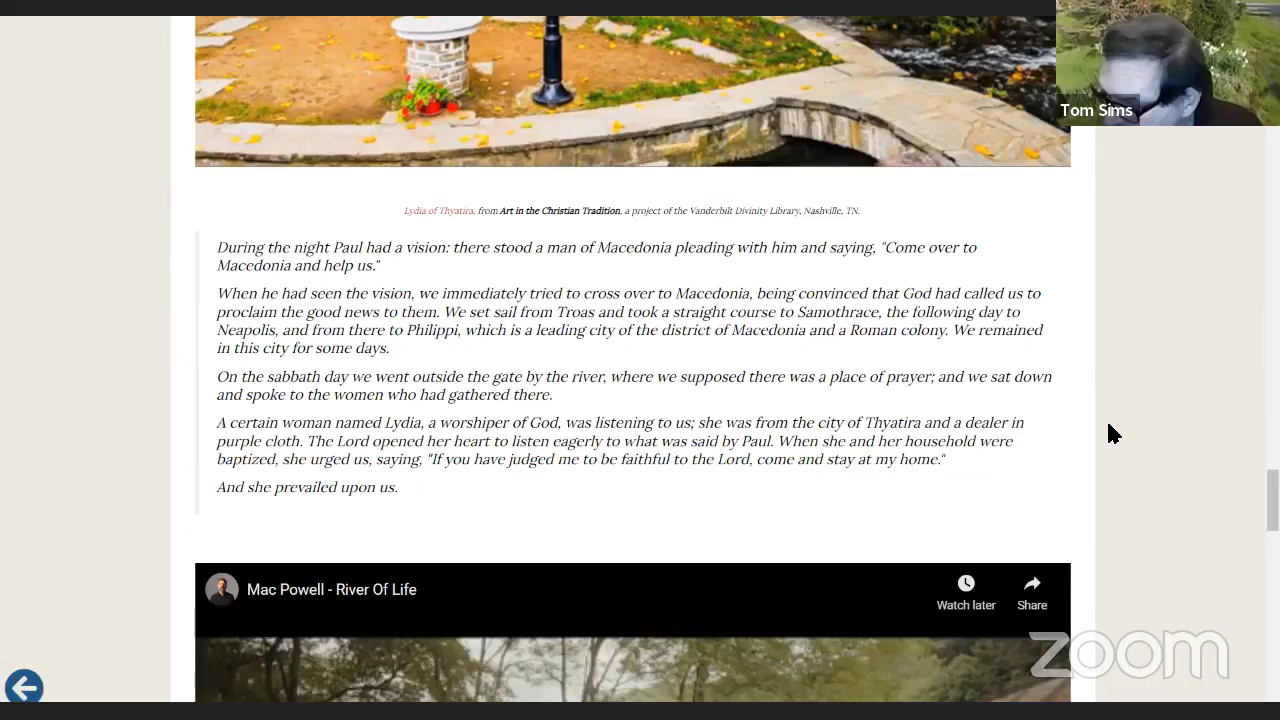 Tom Sims
Lydia of Thyatira, from Art in the Christian Tradition, a project of the Vanderbilt Divinity Library, Nashville, TN.
During the night Paul had a vision: there stood a man of Macedonia pleading with him and saying, "Come over to
Macedonia and help us."
When he had seen the vision, we immediately tried to cross over to Macedonia, being convinced that God had called us to
proclaim the good news to them. We set sail from Troas and took a straight course to Samothrace, the following day to
Neapolis, and from there to Philippi, which is a leading city of the district of Macedonia and a Roman colony. We remained
in this city for some days.
On the sabbath day we went outside the gate by the river, where we supposed there was a place of prayer; and we sat down
and spoke to the women who had gathered there.
A certain woman named Lydia, a worshiper of God, was listening to us; she was from the city of Thyatira and a dealer in
purple cloth. The Lord opened her heart to listen eagerly to what was said by Paul. When she and her household were
baptized, she urged us, saying, "If you have judged me to be faithful to the Lord, come and stay at my home."
And she prevailed upon us.
Mac Powell - River Of Life
Watch later
Share
zoom